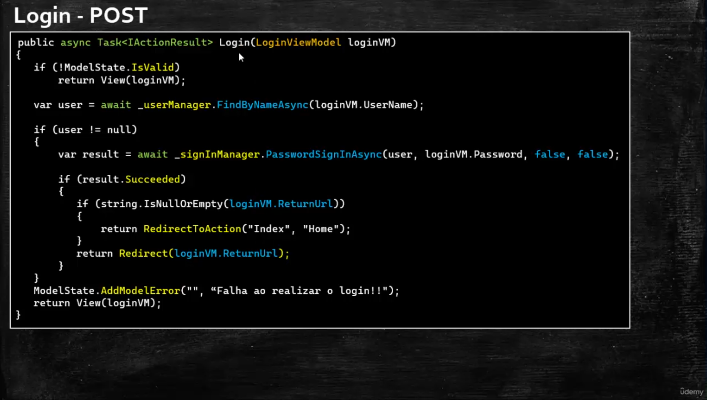 Login - POST
public async Task<IActionResult> Login(LoginViewModel loginVM)
{
if (!ModelState.IsValid)
return View(loginVM);
var user = await _userManager.FindByNameAsync(loginVM.UserName);
if (user != null)
{
var result = await _signInManager.PasswordSignInAsync(user, loginVM.Password, false, false);
if (result.Succeeded)
{
if (string.IsNullOrEmpty(loginVM.ReturnUrl))
{
return RedirectToAction("Index", "Home");
}
return Redirect(loginVM.ReturnUrl);
}
}
ModelState.AddModelError("", “Falha ao realizar o login!!");
return View(loginVM);
}
ûdemy